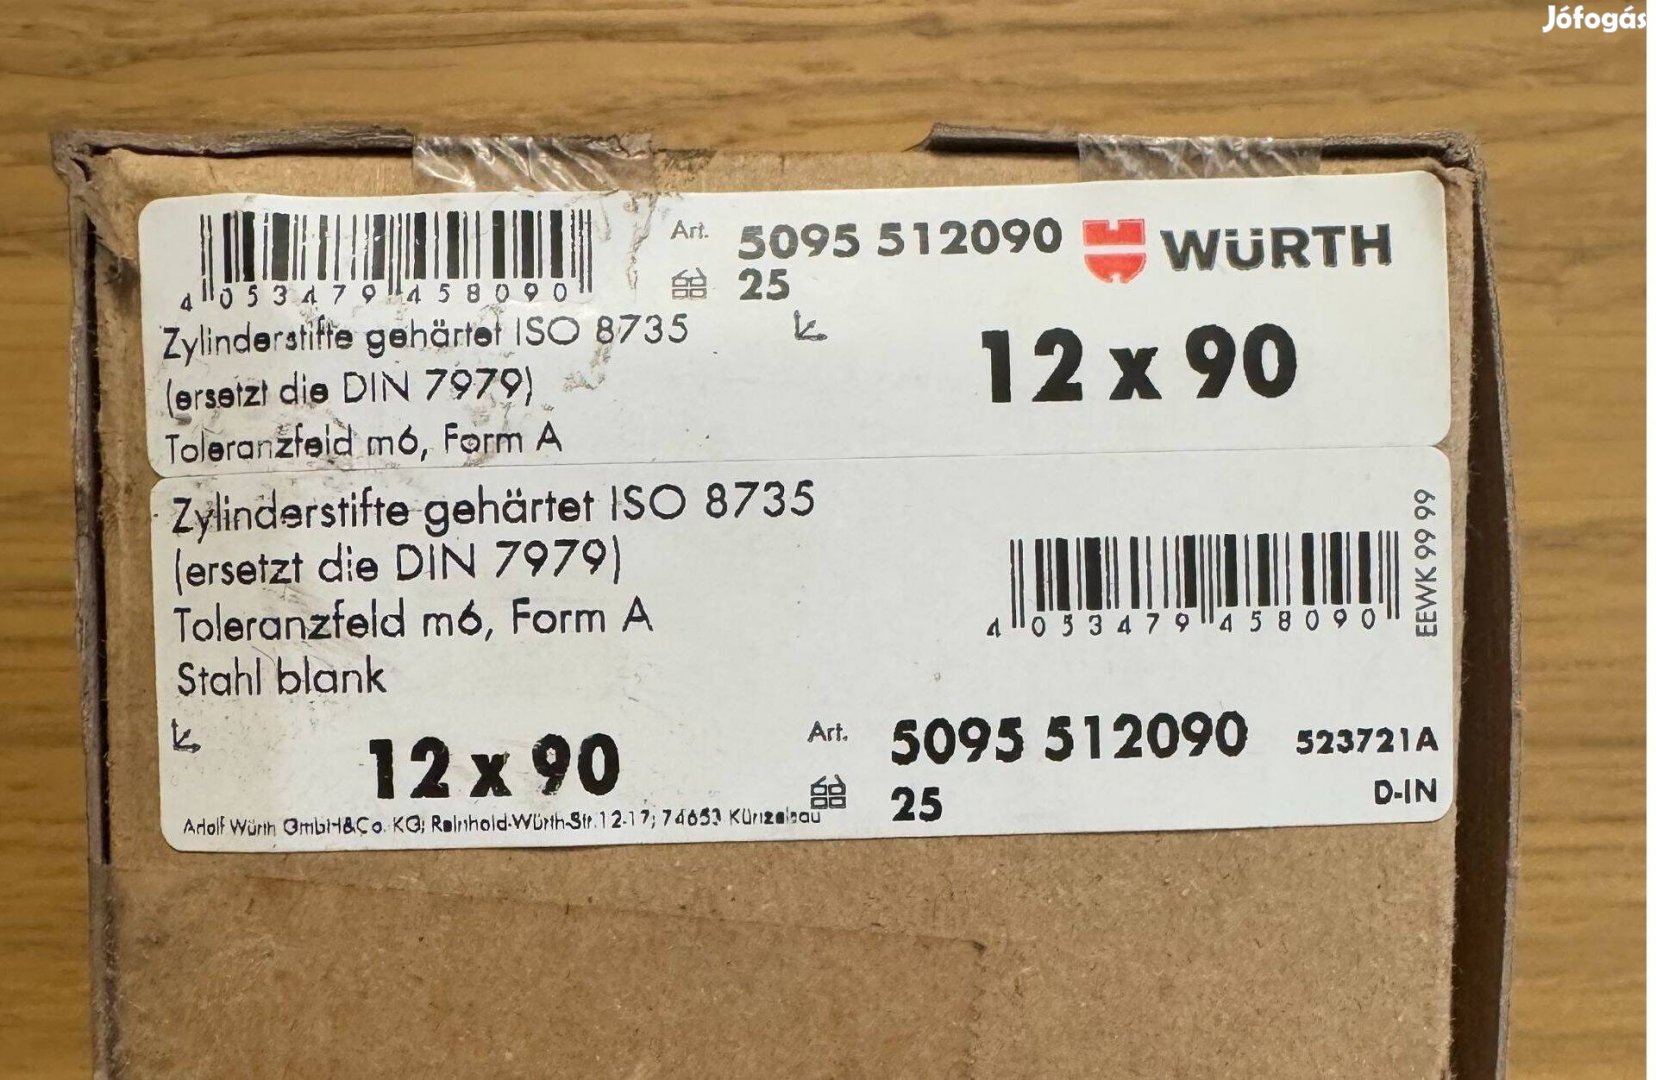 Jófogás
Art. 5095 512090 WÜRTH
25
4 053479 458090
Zylinderstifte gehärtet ISO 8735
(ersetzt die DIN 7979)
Toleranzfeld m6, Form A
12 x 90
Zylinderstifte gehärtet ISO 8735
(ersetzt die DIN 7979)
Toleranzfeld m6, Form A
Stahl blank
4 053479 458090
EEWK 99 99
12 x 90
Art. 5095 512090 523721A
25 D-IN
Adolf Würth GmbH&Co. KG; Reinhold-Würth-Str.12-17; 74653 Künzelsau